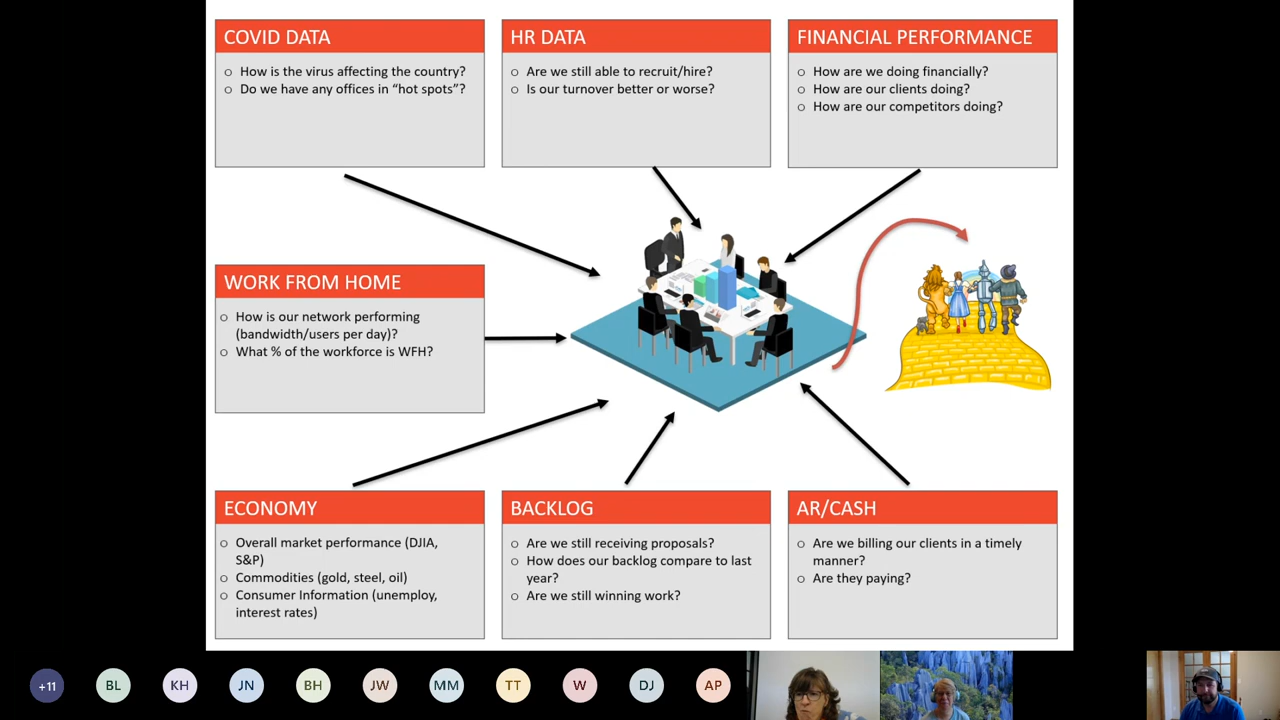 COVID DATA
o How is the virus affecting the country?
o Do we have any offices in “hot spots”?
HR DATA
o Are we still able to recruit/hire?
o Is our turnover better or worse?
FINANCIAL PERFORMANCE
o How are we doing financially?
o How are our clients doing?
o How are our competitors doing?
WORK FROM HOME
o How is our network performing
(bandwidth/users per day)?
o What % of the workforce is WFH?
ECONOMY
o Overall market performance (DJIA,
S&P)
o Commodities (gold, steel, oil)
o Consumer Information (unemploy,
interest rates)
BACKLOG
o Are we still receiving proposals?
o How does our backlog compare to last
year?
o Are we still winning work?
AR/CASH
o Are we billing our clients in a timely
manner?
o Are they paying?
+11
BL
KH
JN
BH
JW
MM
TT
W
DJ
AP